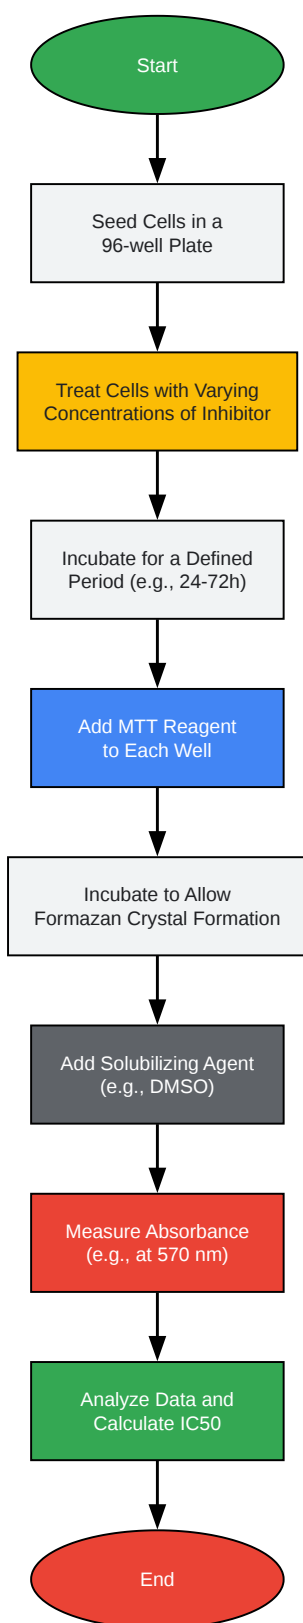 Start
Seed Cells in a
96-well Plate
Treat Cells with Varying
Concentrations of Inhibitor
Incubate for a Defined
Period (e.g., 24-72h)
Add MTT Reagent
to Each Well
Incubate to Allow
Formazan Crystal Formation
Add Solubilizing Agent
(e.g., DMSO)
Measure Absorbance
(e.g., at 570 nm)
Analyze Data and
Calculate IC50
End